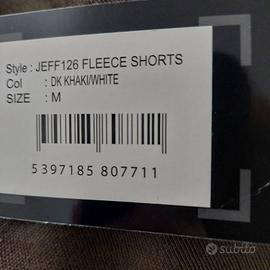 Style : JEFF126 FLEECE SHORTS
Col : DK KHAKI/WHITE
SIZE : M
5 397185 807711
subito